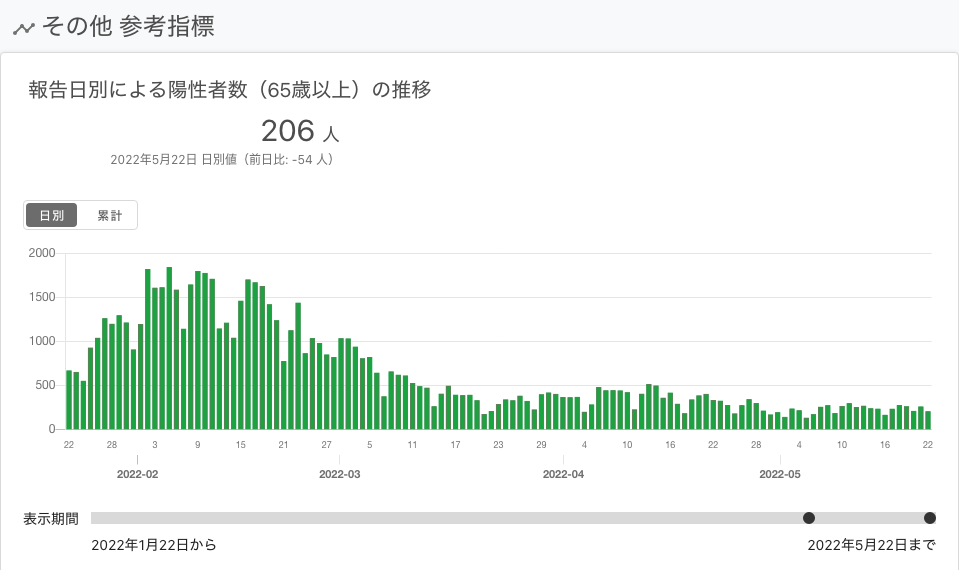 その他 参考指標
報告日別による陽性者数（65歳以上）の推移
206 人
2022年5月22日 日別値（前日比: -54 人）
日別 累計
2000
1500
1000
500
0
22 28 3 9 15 21 27 5 11 17 23 29 4 10 16 22 28 4 10 16 22
2022-02 2022-03 2022-04 2022-05
表示期間
2022年1月22日から 2022年5月22日まで